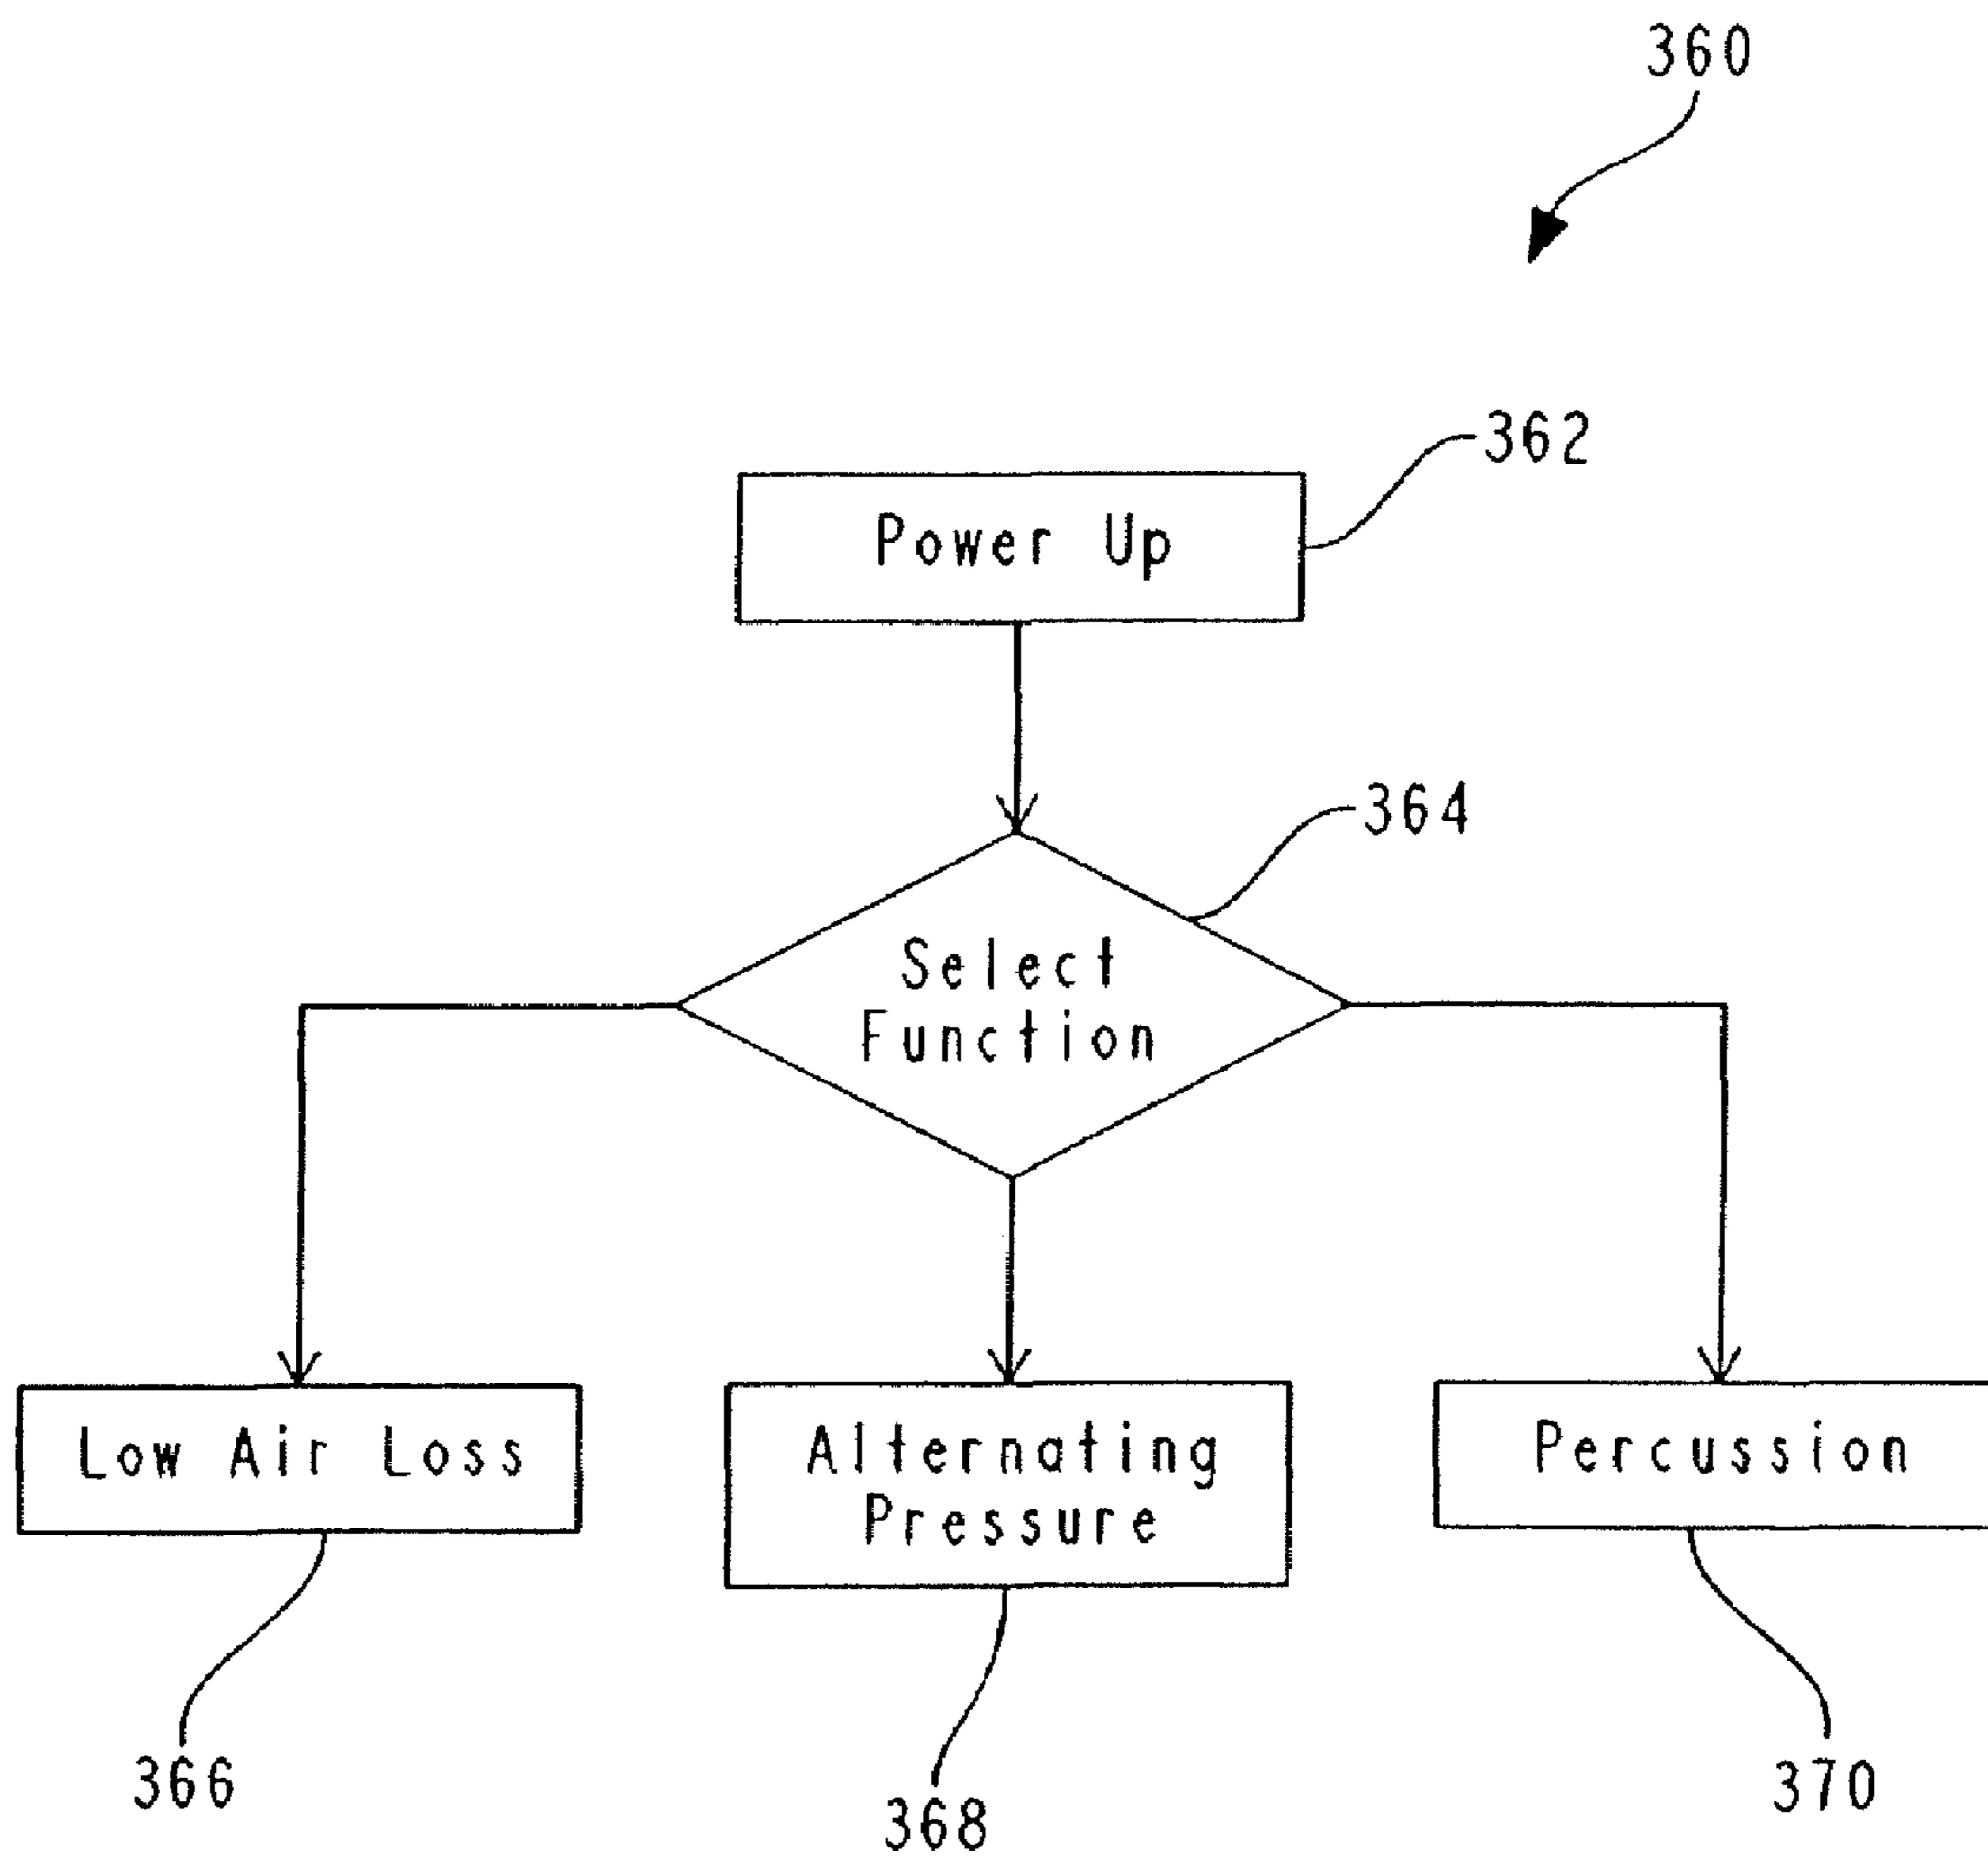 360
362
Power Up
364
Select
Function
Low Air Loss
Alternating
Pressure
Percussion
366
368
370